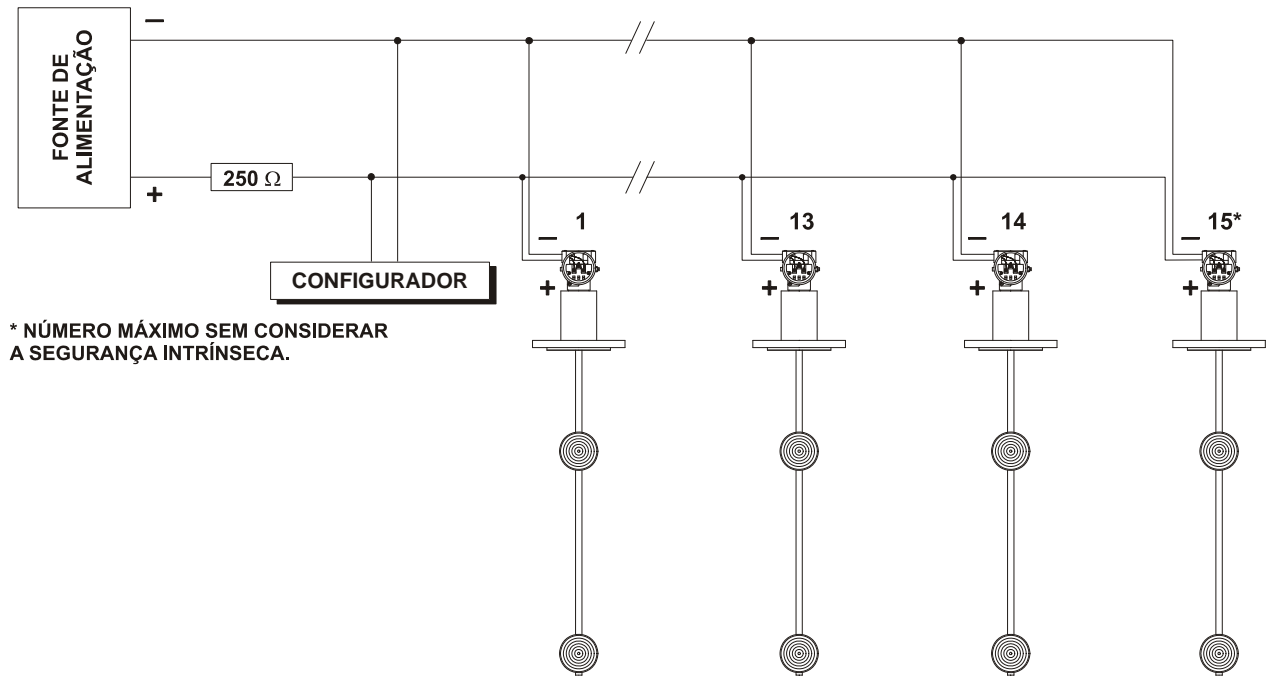 FONTE DE
ALIMENTAÇÃO
–
+
250 Ω
CONFIGURADOR
* NÚMERO MÁXIMO SEM CONSIDERAR
A SEGURANÇA INTRÍNSECA.
1
–
+
13
–
+
14
–
+
15*
–
+